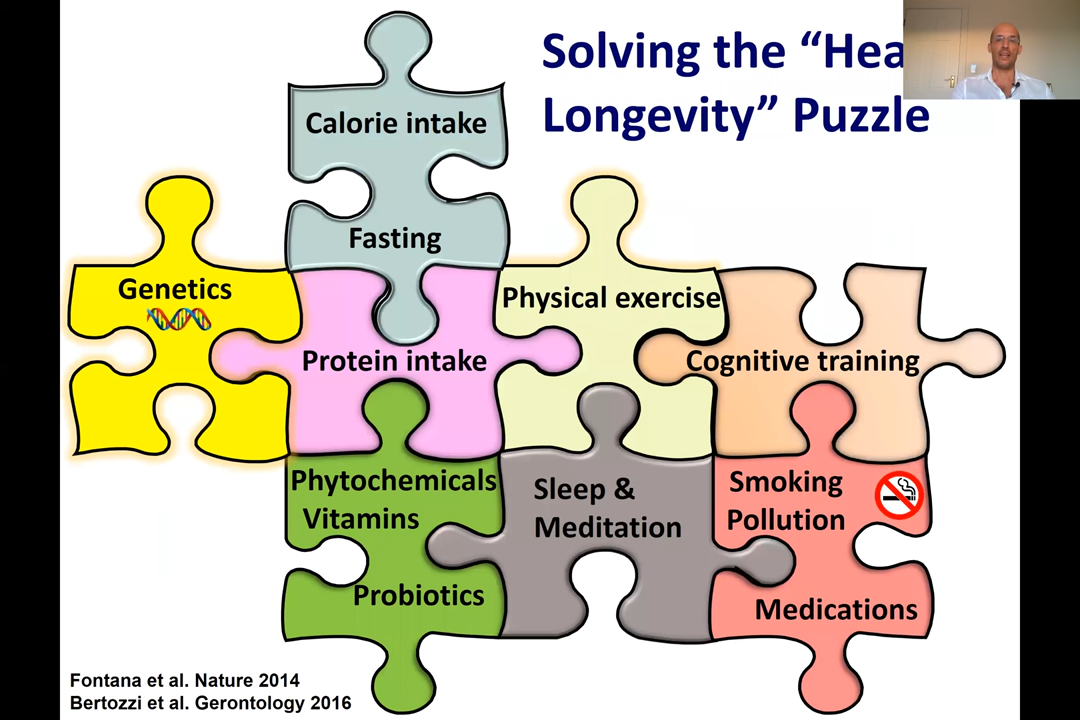 Solving the “Hea
Longevity” Puzzle
Calorie intake
Fasting
Genetics
Protein intake
Physical exercise
Cognitive training
Phytochemicals
Vitamins
Probiotics
Sleep &
Meditation
Smoking
Pollution
Medications
Fontana et al. Nature 2014
Bertozzi et al. Gerontology 2016